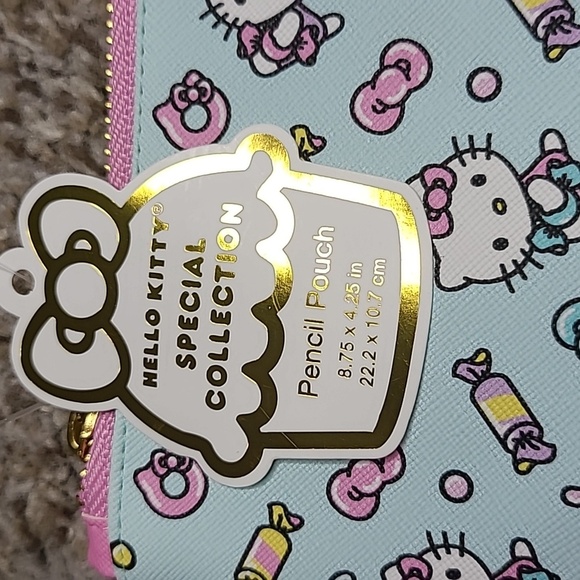 HELLO KITTY®
SPECIAL
COLLECTION
Pencil Pouch
8.75 x 4.25 in
22.2 x 10.7 cm